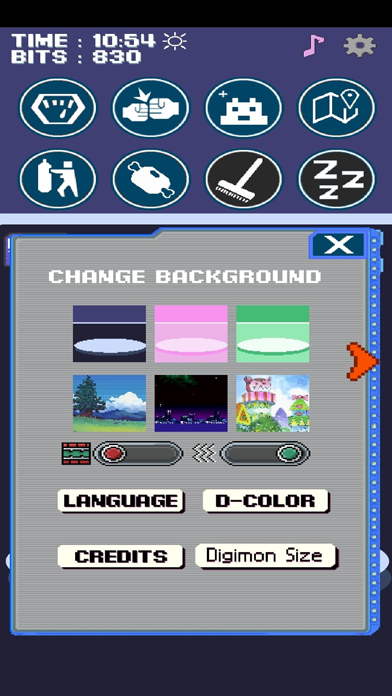 TIME : 10:54
BITS : 830
Z
Z
Z
X
CHANGE BACKGROUND
LANGUAGE
D-COLOR
CREDITS
Digimon Size